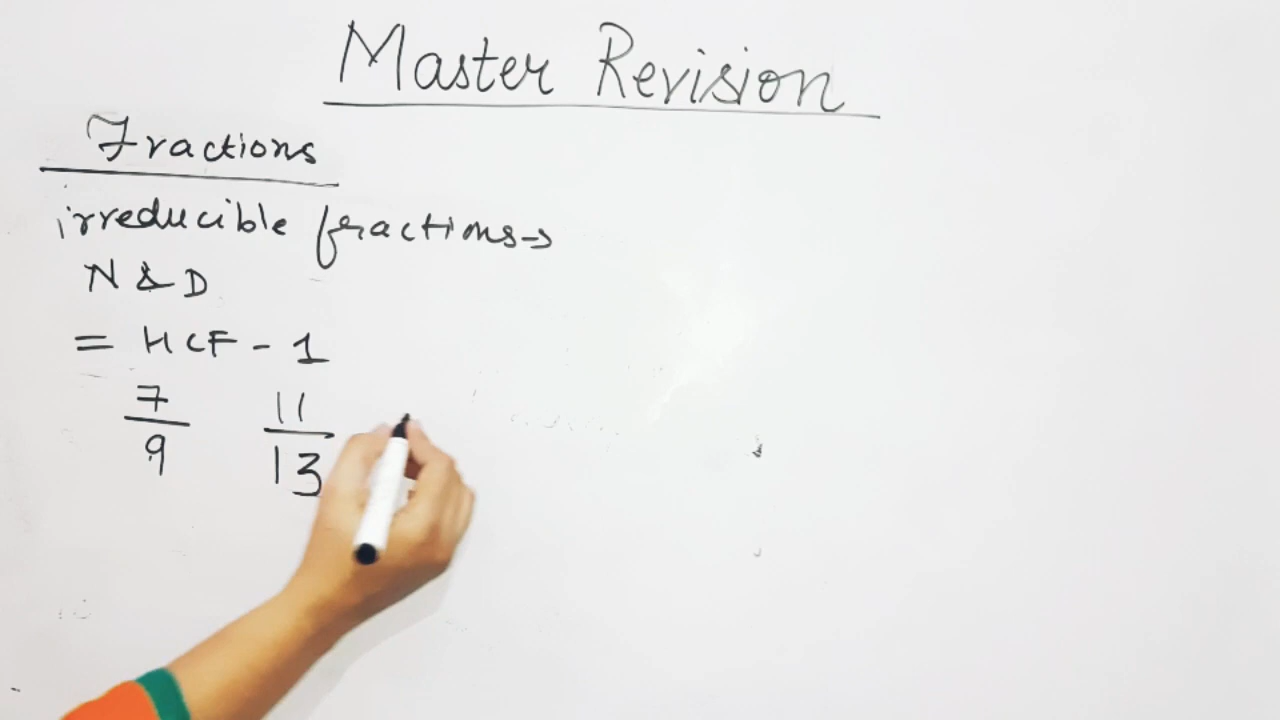 Master Revision
Fractions
irreducible fractions→
N & D
= HCF - 1
7/9 11/13